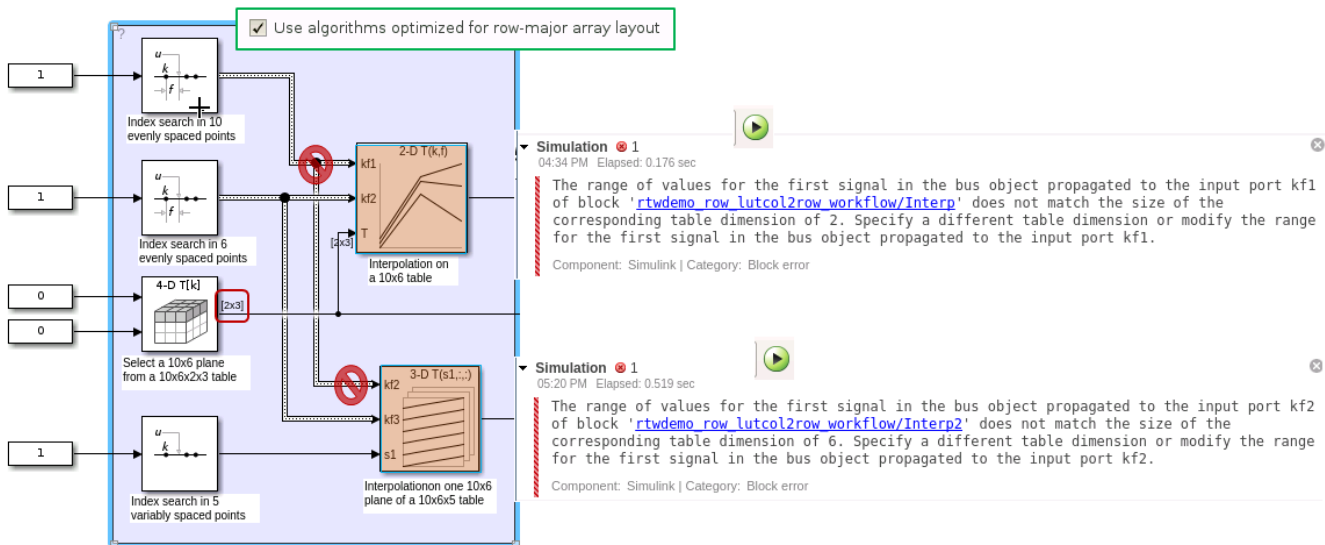 Use algorithms optimized for row-major array layout
?
1
u
k
f
Index search in 10
evenly spaced points
1
u
k
f
Index search in 6
evenly spaced points
0
0
4-D T[k]
[2x3]
Select a 10x6 plane
from a 10x6x2x3 table
1
u
k
Index search in 5
variably spaced points
2-D T(k,f)
kf1
kf2
T
[2x3]
Interpolation on
a 10x6 table
3-D T(s1,:,:)
kf2
kf3
s1
Interpolationon one 10x6
plane of a 10x6x5 table
Simulation 1
04:34 PM Elapsed: 0.176 sec
The range of values for the first signal in the bus object propagated to the input port kf1
of block 'rtwdemo_row_lutcol2row_workflow/Interp' does not match the size of the
corresponding table dimension of 2. Specify a different table dimension or modify the range
for the first signal in the bus object propagated to the input port kf1.
Component: Simulink | Category: Block error
Simulation 1
05:20 PM Elapsed: 0.519 sec
The range of values for the first signal in the bus object propagated to the input port kf2
of block 'rtwdemo_row_lutcol2row_workflow/Interp2' does not match the size of the
corresponding table dimension of 6. Specify a different table dimension or modify the range
for the first signal in the bus object propagated to the input port kf2.
Component: Simulink | Category: Block error